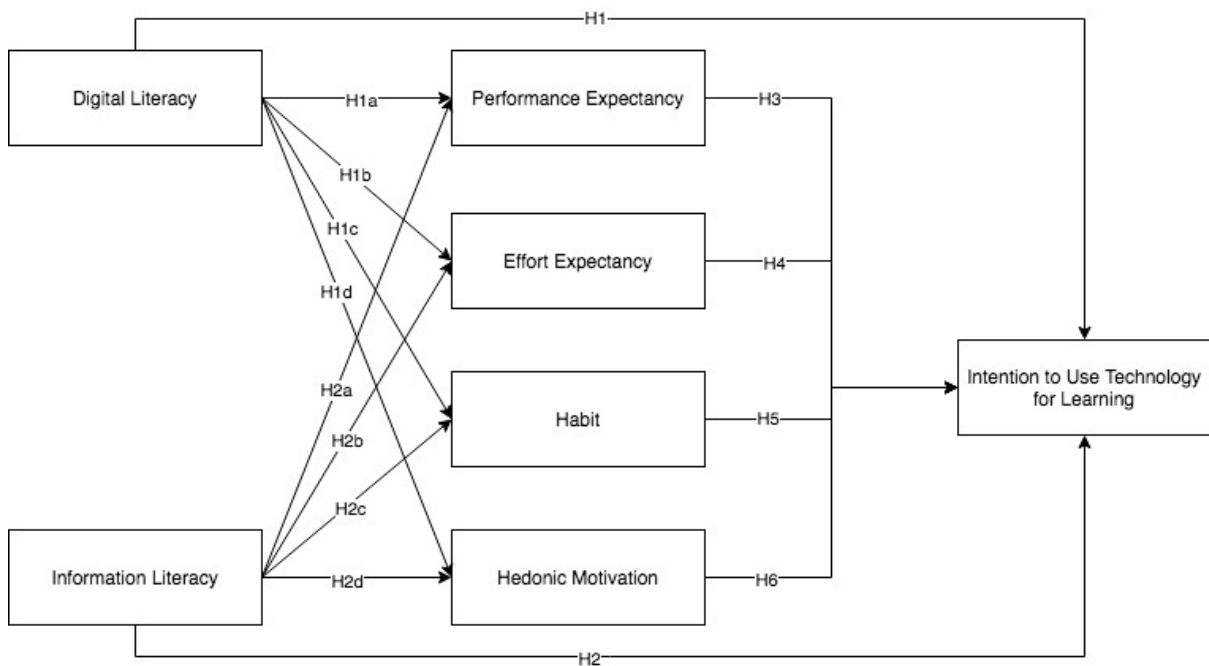 H1
Digital Literacy
H1a
Performance Expectancy
H3
H1b
H1c
Effort Expectancy
H4
H1d
H2a
Intention to Use Technology
for Learning
H2b
Habit
H5
H2c
Information Literacy
H2d
Hedonic Motivation
H6
H2